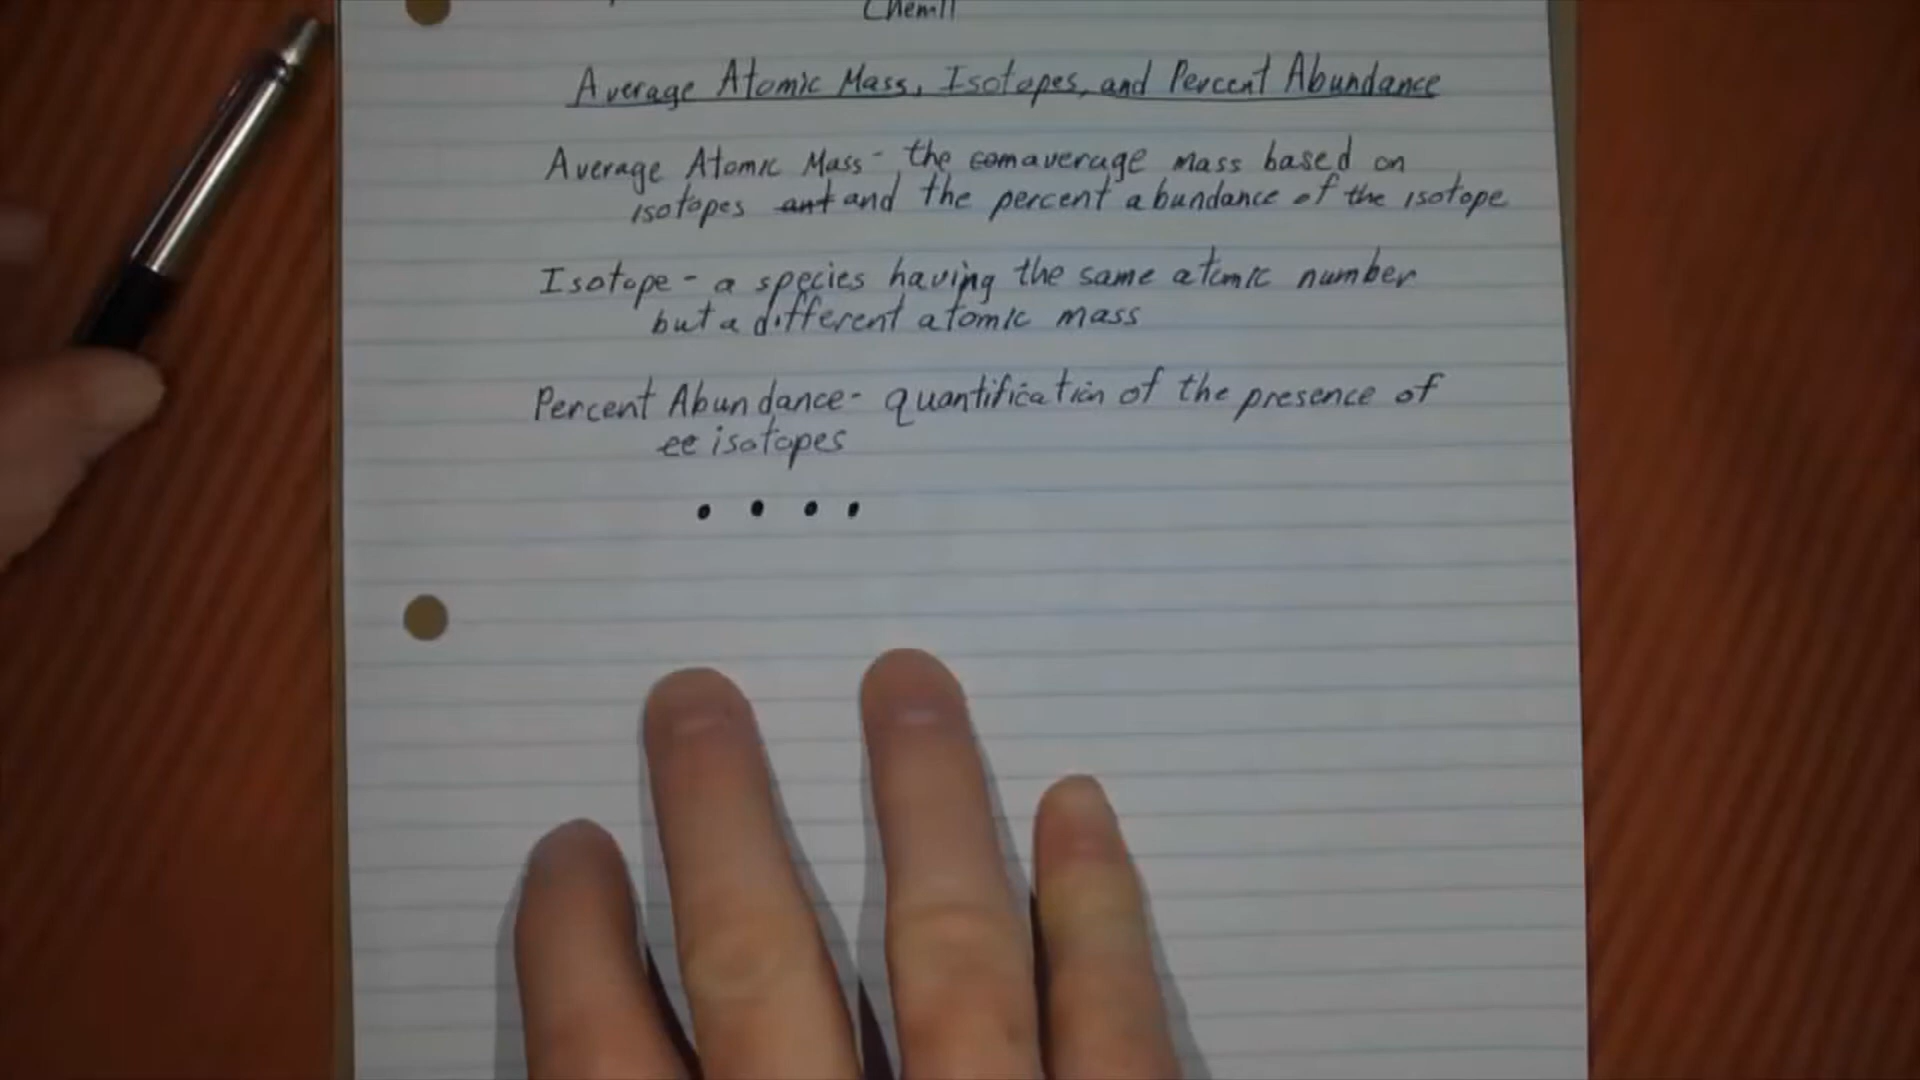 Chem11
Average Atomic Mass, Isotopes, and Percent Abundance
Average Atomic Mass - the comaverage mass based on
isotopes ant and the percent abundance of the isotope
Isotope - a species having the same atomic number
but a different atomic mass
Percent Abundance - quantification of the presence of
ee isotopes